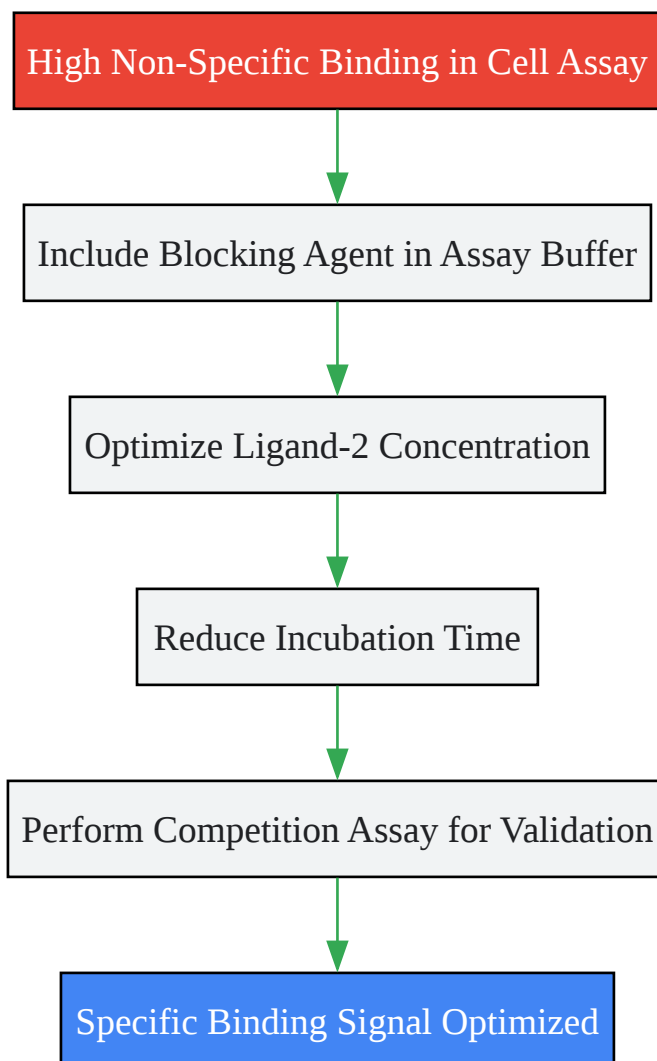 High Non-Specific Binding in Cell Assay
Include Blocking Agent in Assay Buffer
Optimize Ligand-2 Concentration
Reduce Incubation Time
Perform Competition Assay for Validation
Specific Binding Signal Optimized